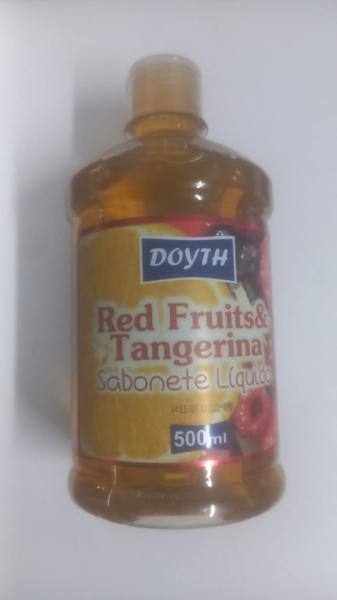 DOYTH
Red Fruits&
Tangerina
Sabonete Líquido
500ml